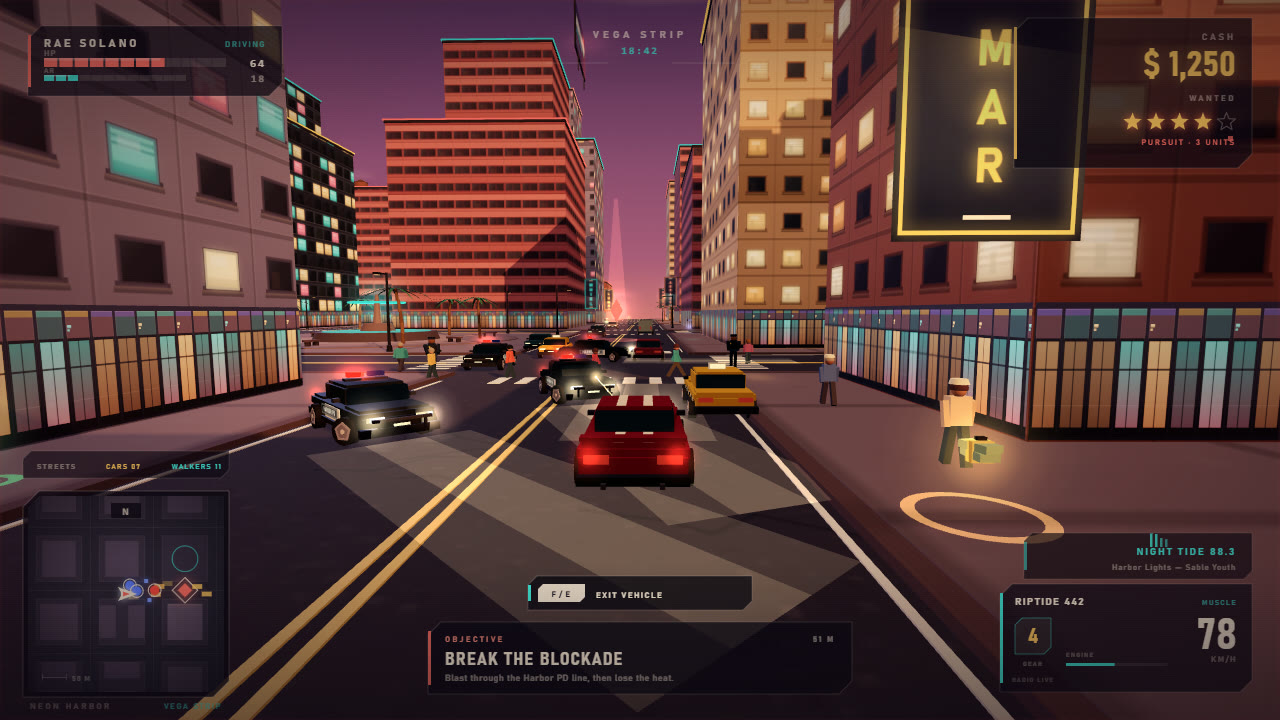 RAE SOLANO
DRIVING
HP
64
AR
18
VEGA STRIP
18:42
MAR
CASH
$ 1,250
WANTED
PURSUIT · 3 UNITS
STREETS
CARS 07
WALKERS 11
N
58 M
NEON HARBOR
VEGA STRIP
F / E
EXIT VEHICLE
OBJECTIVE
51 M
BREAK THE BLOCKADE
Blast through the Harbor PD line, then lose the heat.
NIGHT TIDE 88.3
Harbor Lights — Sable Youth
RIPTIDE 442
MUSCLE
4
GEAR
ENGINE
78
KM/H
RADIO LIVE